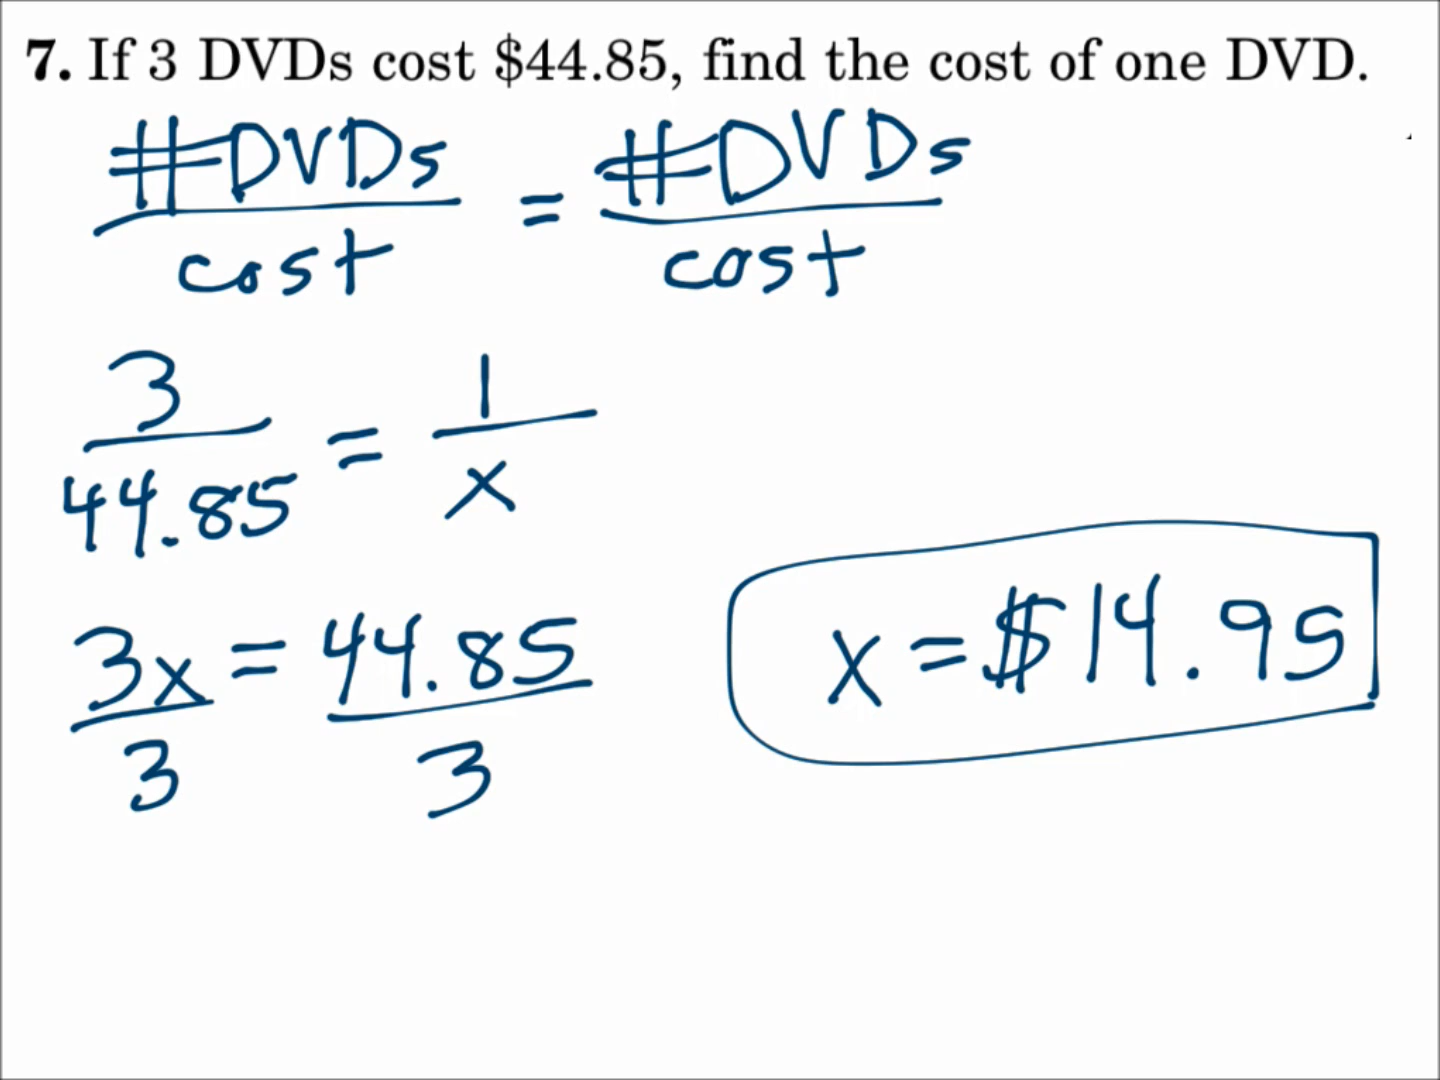 7. If 3 DVDs cost $44.85, find the cost of one DVD.
#DVDs = #DVDs
cost cost
3 = 1
44.85 x
3x = 44.85
3 3
x = $14.95